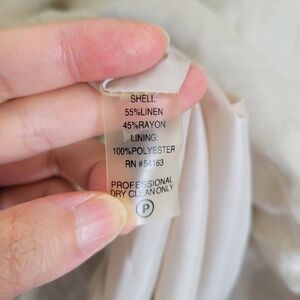 SHELL:
55%LINEN
45%RAYON
LINING:
100%POLYESTER
RN #54163
PROFESSIONAL
DRY CLEAN ONLY
P